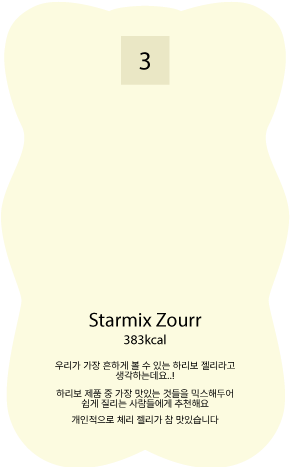 3
Starmix Zourr
383kcal
우리가 가장 흔하게 볼 수 있는 하리보 젤리라고
생각하는데요..!
하리보 제품 중 가장 맛있는 것들을 믹스해두어
쉽게 질리는 사람들에게 추천해요
개인적으로 체리 젤리가 참 맛있습니다